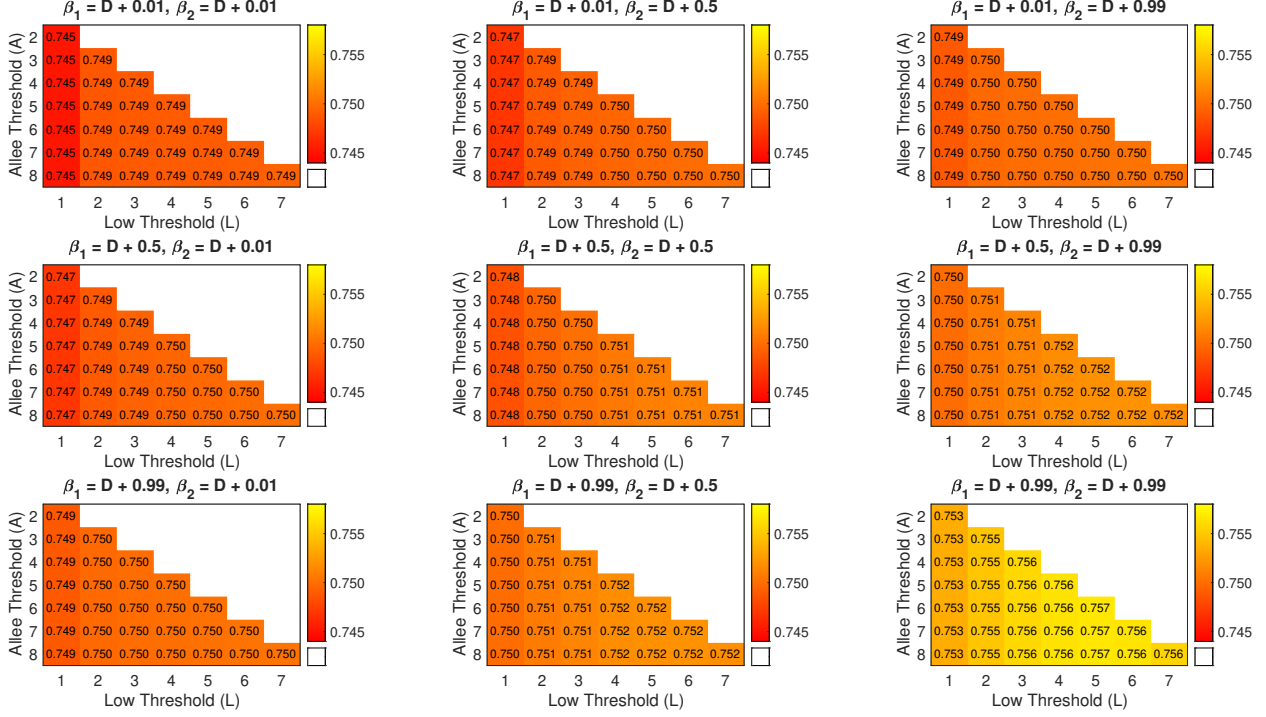 β1 = D + 0.01, β2 = D + 0.01
Allee Threshold (A)
2 0.745
3 0.745 0.749
4 0.745 0.749 0.749
5 0.745 0.749 0.749 0.749
6 0.745 0.749 0.749 0.749 0.749
7 0.745 0.749 0.749 0.749 0.749 0.749
8 0.745 0.749 0.749 0.749 0.749 0.749 0.749
1 2 3 4 5 6 7
Low Threshold (L)
0.755
0.750
0.745
β1 = D + 0.01, β2 = D + 0.5
Allee Threshold (A)
2 0.747
3 0.747 0.749
4 0.747 0.749 0.749
5 0.747 0.749 0.749 0.750
6 0.747 0.749 0.749 0.750 0.750
7 0.747 0.749 0.749 0.750 0.750 0.750
8 0.747 0.749 0.749 0.750 0.750 0.750 0.750
1 2 3 4 5 6 7
Low Threshold (L)
0.755
0.750
0.745
β1 = D + 0.01, β2 = D + 0.99
Allee Threshold (A)
2 0.749
3 0.749 0.750
4 0.749 0.750 0.750
5 0.749 0.750 0.750 0.750
6 0.749 0.750 0.750 0.750 0.750
7 0.749 0.750 0.750 0.750 0.750 0.750
8 0.749 0.750 0.750 0.750 0.750 0.750 0.750
1 2 3 4 5 6 7
Low Threshold (L)
0.755
0.750
0.745
β1 = D + 0.5, β2 = D + 0.01
Allee Threshold (A)
2 0.747
3 0.747 0.749
4 0.747 0.749 0.749
5 0.747 0.749 0.749 0.750
6 0.747 0.749 0.749 0.750 0.750
7 0.747 0.749 0.749 0.750 0.750 0.750
8 0.747 0.749 0.749 0.750 0.750 0.750 0.750
1 2 3 4 5 6 7
Low Threshold (L)
0.755
0.750
0.745
β1 = D + 0.5, β2 = D + 0.5
Allee Threshold (A)
2 0.748
3 0.748 0.750
4 0.748 0.750 0.750
5 0.748 0.750 0.750 0.751
6 0.748 0.750 0.750 0.751 0.751
7 0.748 0.750 0.750 0.751 0.751 0.751
8 0.748 0.750 0.750 0.751 0.751 0.751 0.751
1 2 3 4 5 6 7
Low Threshold (L)
0.755
0.750
0.745
β1 = D + 0.5, β2 = D + 0.99
Allee Threshold (A)
2 0.750
3 0.750 0.751
4 0.750 0.751 0.751
5 0.750 0.751 0.751 0.752
6 0.750 0.751 0.751 0.752 0.752
7 0.750 0.751 0.751 0.752 0.752 0.752
8 0.750 0.751 0.751 0.752 0.752 0.752 0.752
1 2 3 4 5 6 7
Low Threshold (L)
0.755
0.750
0.745
β1 = D + 0.99, β2 = D + 0.01
Allee Threshold (A)
2 0.749
3 0.749 0.750
4 0.749 0.750 0.750
5 0.749 0.750 0.750 0.750
6 0.749 0.750 0.750 0.750 0.750
7 0.749 0.750 0.750 0.750 0.750 0.750
8 0.749 0.750 0.750 0.750 0.750 0.750 0.750
1 2 3 4 5 6 7
Low Threshold (L)
0.755
0.750
0.745
β1 = D + 0.99, β2 = D + 0.5
Allee Threshold (A)
2 0.750
3 0.750 0.751
4 0.750 0.751 0.751
5 0.750 0.751 0.751 0.752
6 0.750 0.751 0.751 0.752 0.752
7 0.750 0.751 0.751 0.752 0.752 0.752
8 0.750 0.751 0.751 0.752 0.752 0.752 0.752
1 2 3 4 5 6 7
Low Threshold (L)
0.755
0.750
0.745
β1 = D + 0.99, β2 = D + 0.99
Allee Threshold (A)
2 0.753
3 0.753 0.755
4 0.753 0.755 0.756
5 0.753 0.755 0.756 0.756
6 0.753 0.755 0.756 0.756 0.757
7 0.753 0.755 0.756 0.756 0.757 0.756
8 0.753 0.755 0.756 0.756 0.757 0.756 0.756
1 2 3 4 5 6 7
Low Threshold (L)
0.755
0.750
0.745